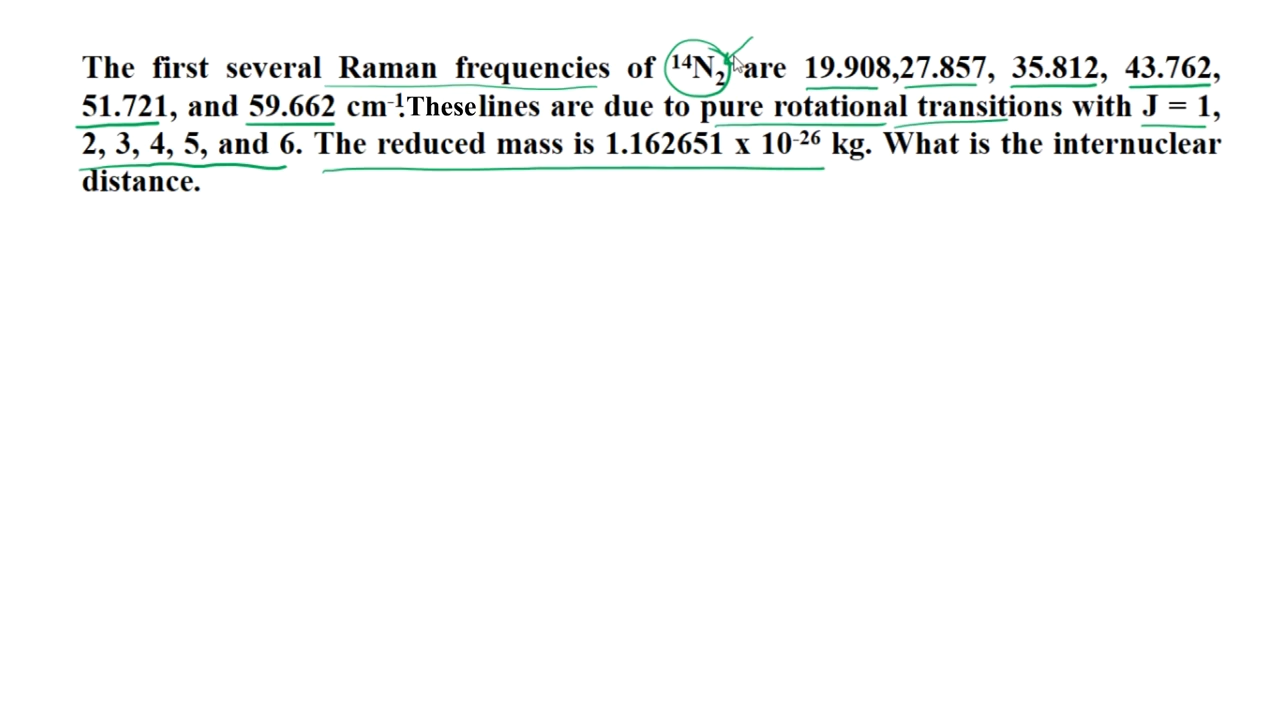 The first several Raman frequencies of ¹⁴N₂ are 19.908,27.857, 35.812, 43.762,
51.721, and 59.662 cm⁻¹.These lines are due to pure rotational transitions with J = 1,
2, 3, 4, 5, and 6. The reduced mass is 1.162651 x 10⁻²⁶ kg. What is the internuclear
distance.